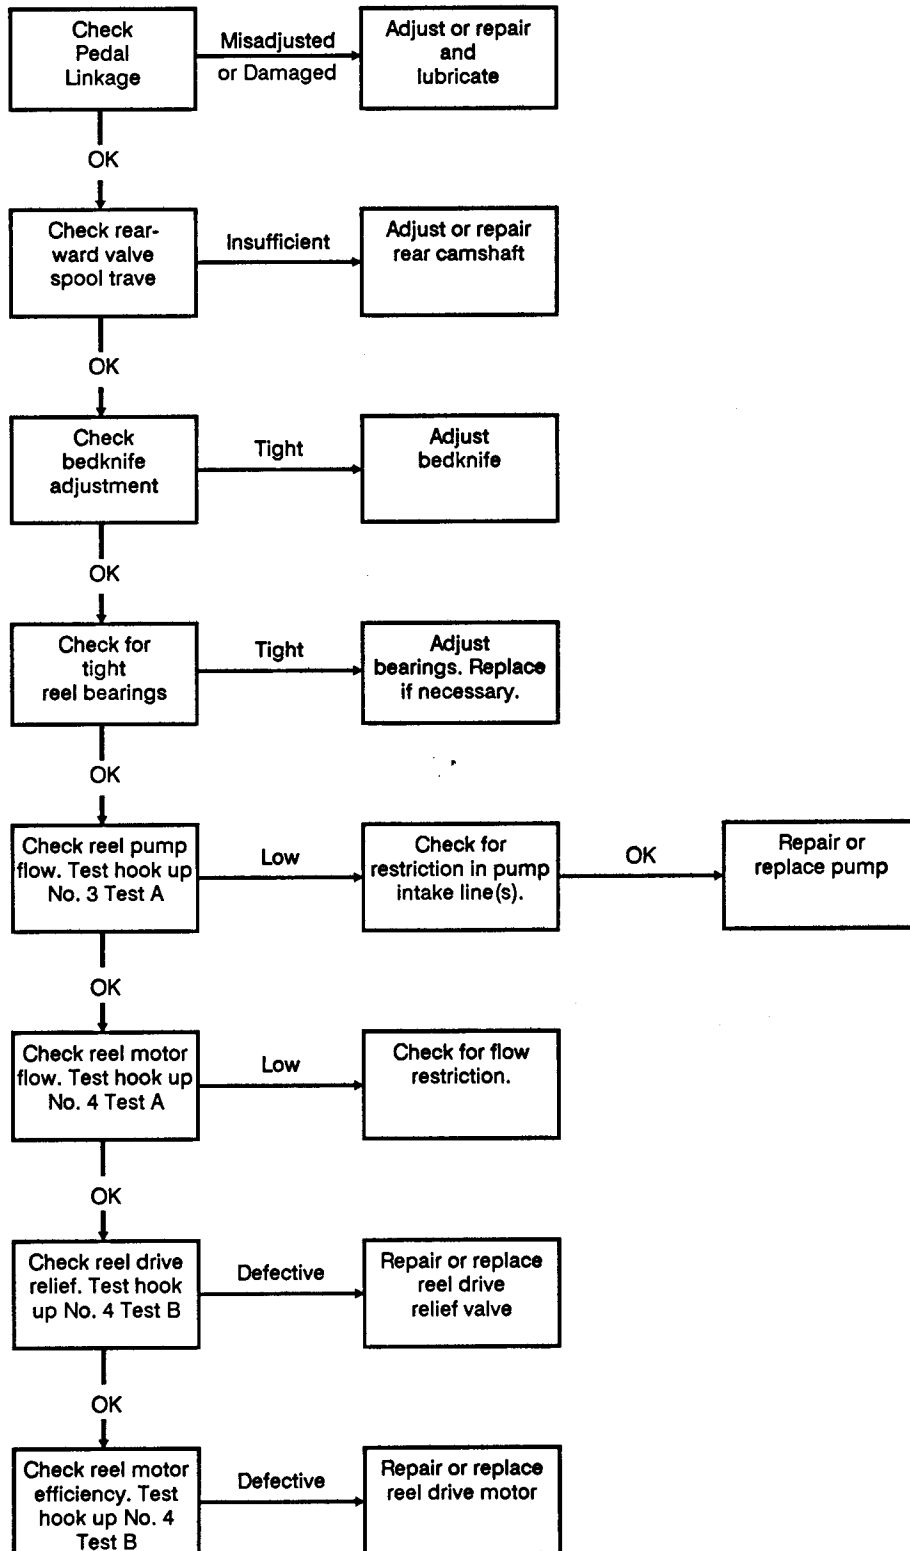 Check
Pedal
Linkage
Misadjusted
or Damaged
Adjust or repair
and
lubricate
OK
Check rear-
ward valve
spool trave
Insufficient
Adjust or repair
rear camshaft
OK
Check
bedknife
adjustment
Tight
Adjust
bedknife
OK
Check for
tight
reel bearings
Tight
Adjust
bearings. Replace
if necessary.
OK
Check reel pump
flow. Test hook up
No. 3 Test A
Low
Check for
restriction in pump
intake line(s).
OK
Repair or
replace pump
OK
Check reel motor
flow. Test hook up
No. 4 Test A
Low
Check for flow
restriction.
OK
Check reel drive
relief. Test hook
up No. 4 Test B
Defective
Repair or replace
reel drive
relief valve
OK
Check reel motor
efficiency. Test
hook up No. 4
Test B
Defective
Repair or replace
reel drive motor